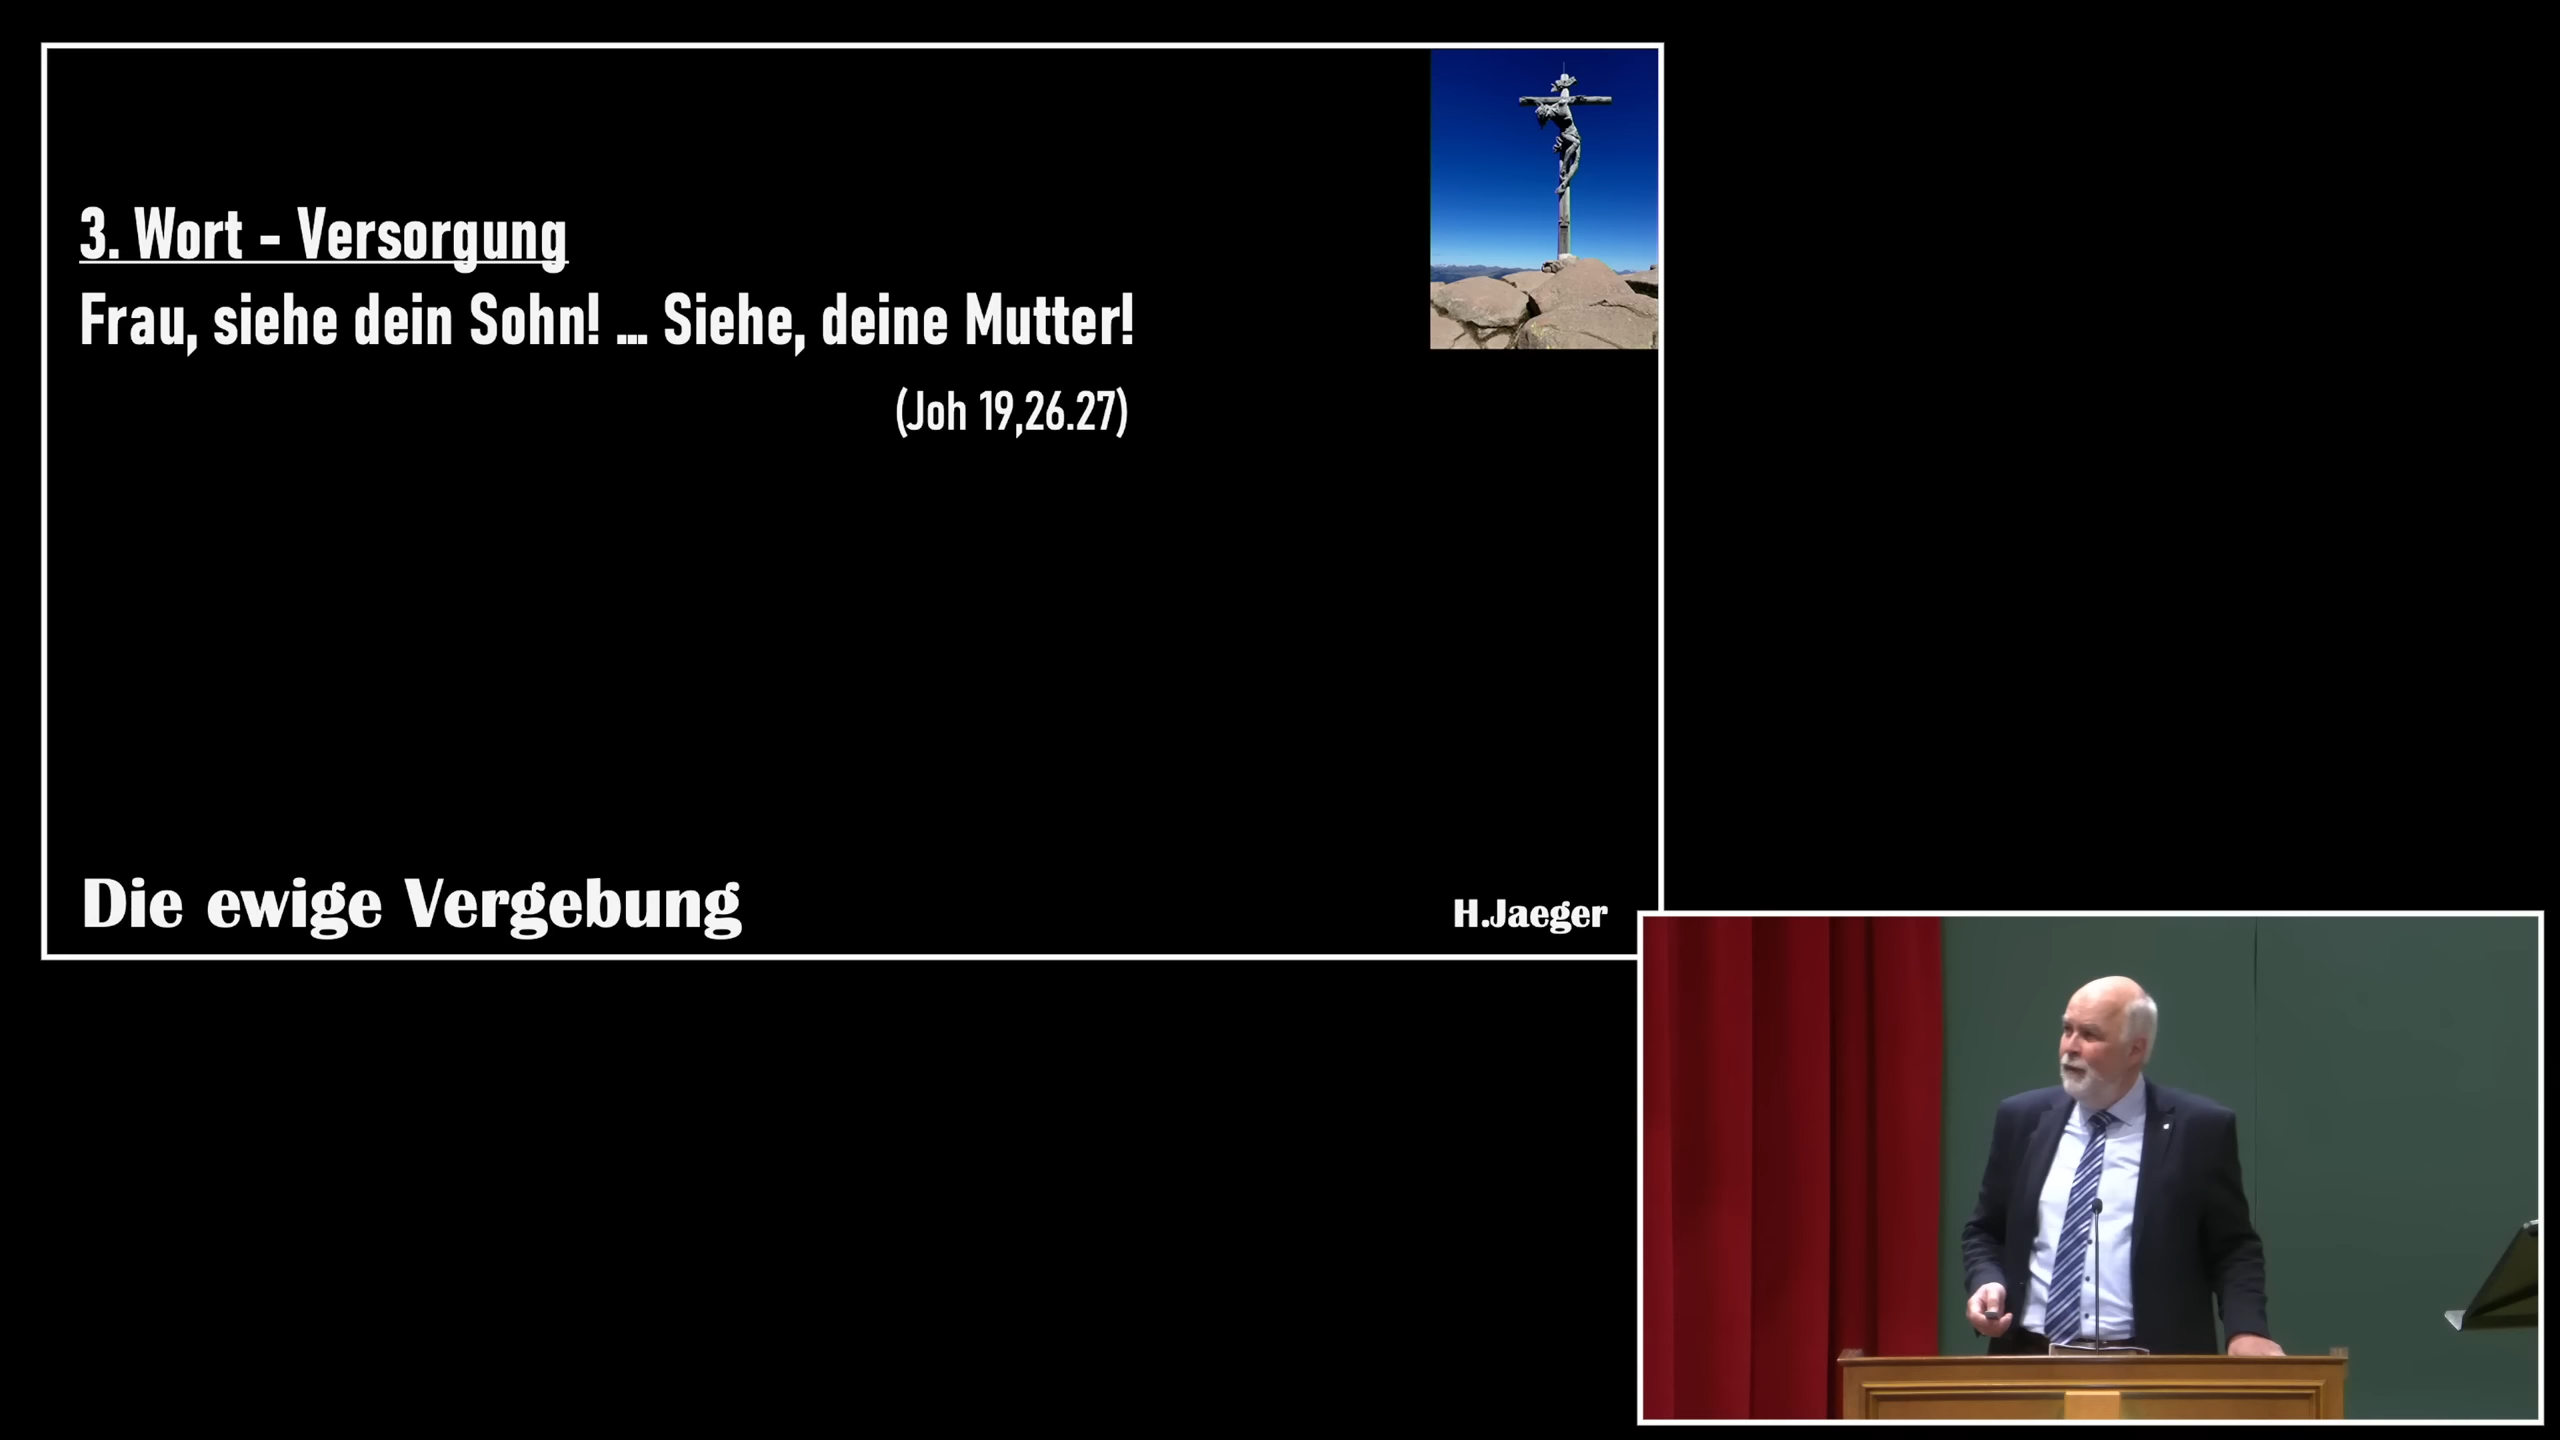 3. Wort - Versorgung
Frau, siehe dein Sohn! ... Siehe, deine Mutter!
(Joh 19,26.27)
Die ewige Vergebung
H.Jaeger